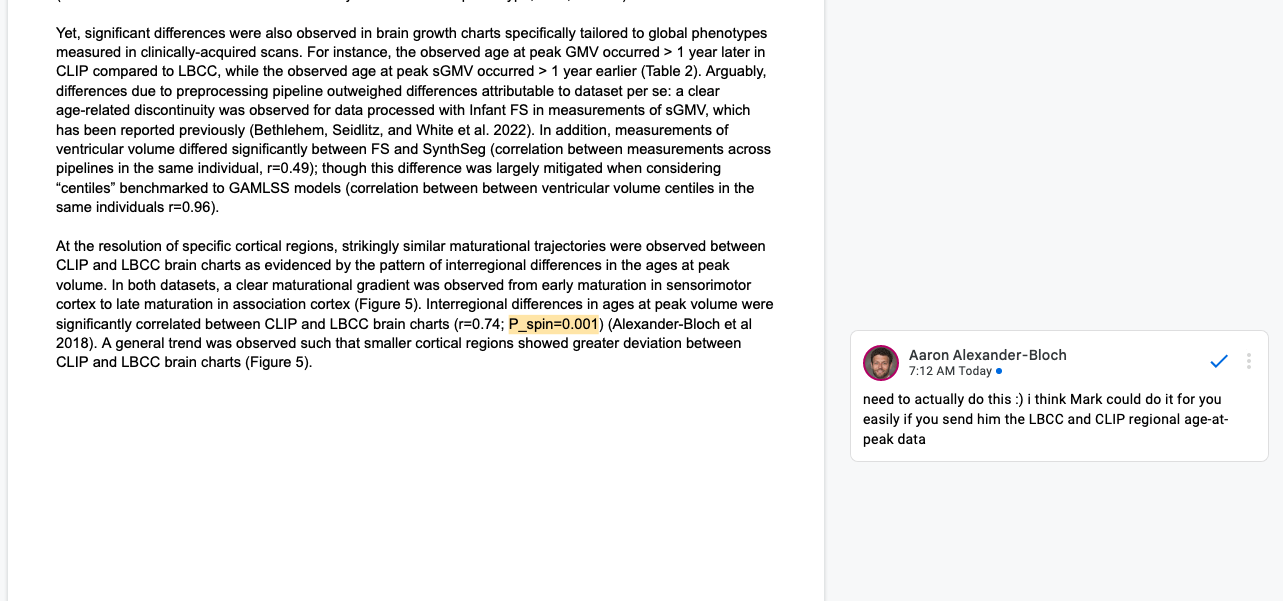 Yet, significant differences were also observed in brain growth charts specifically tailored to global phenotypes
measured in clinically-acquired scans. For instance, the observed age at peak GMV occurred > 1 year later in
CLIP compared to LBCC, while the observed age at peak sGMV occurred > 1 year earlier (Table 2). Arguably,
differences due to preprocessing pipeline outweighed differences attributable to dataset per se: a clear
age-related discontinuity was observed for data processed with Infant FS in measurements of sGMV, which
has been reported previously (Bethlehem, Seidlitz, and White et al. 2022). In addition, measurements of
ventricular volume differed significantly between FS and SynthSeg (correlation between measurements across
pipelines in the same individual, r=0.49); though this difference was largely mitigated when considering
“centiles” benchmarked to GAMLSS models (correlation between between ventricular volume centiles in the
same individuals r=0.96).
At the resolution of specific cortical regions, strikingly similar maturational trajectories were observed between
CLIP and LBCC brain charts as evidenced by the pattern of interregional differences in the ages at peak
volume. In both datasets, a clear maturational gradient was observed from early maturation in sensorimotor
cortex to late maturation in association cortex (Figure 5). Interregional differences in ages at peak volume were
significantly correlated between CLIP and LBCC brain charts (r=0.74; P_spin=0.001) (Alexander-Bloch et al
2018). A general trend was observed such that smaller cortical regions showed greater deviation between
CLIP and LBCC brain charts (Figure 5).
Aaron Alexander-Bloch
7:12 AM Today
need to actually do this :) i think Mark could do it for you
easily if you send him the LBCC and CLIP regional age-at-
peak data